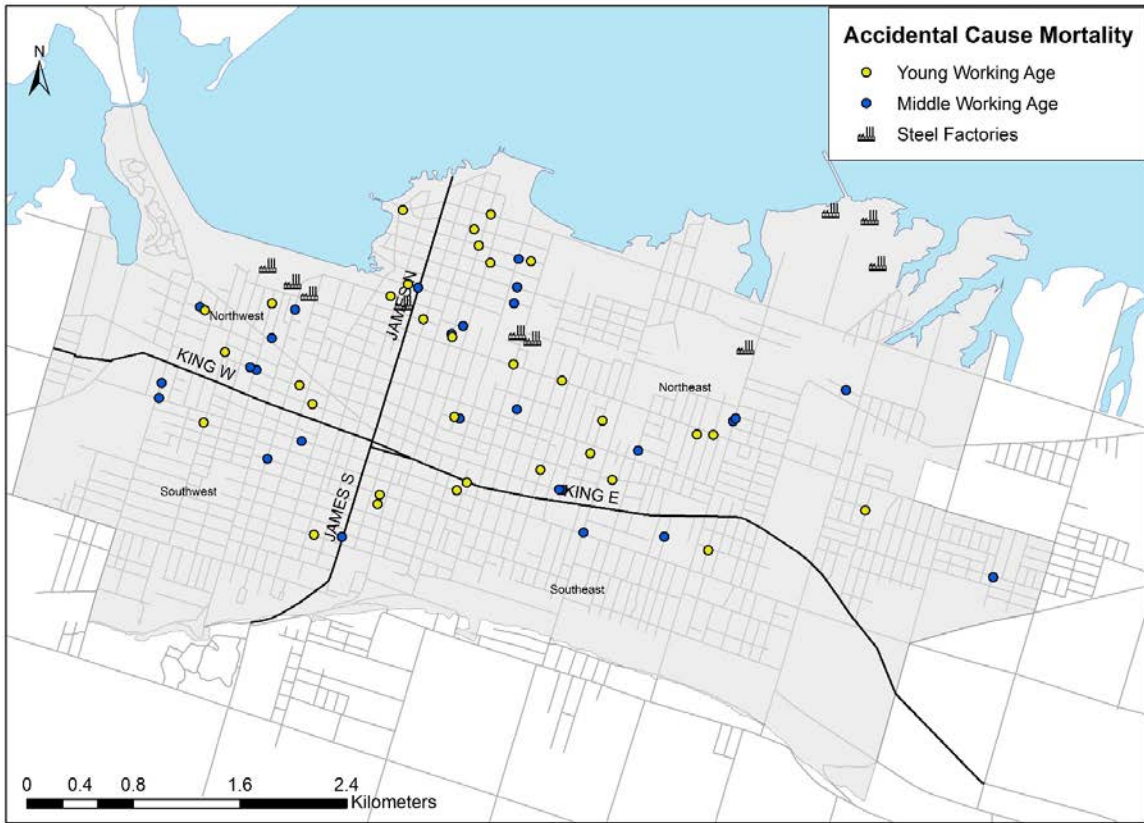 Accidental Cause Mortality
Young Working Age
Middle Working Age
Steel Factories
N
JAMES N
Northwest
KING W
Northeast
Southwest
JAMES S
KING E
Southeast
0 0.4 0.8 1.6 2.4
Kilometers